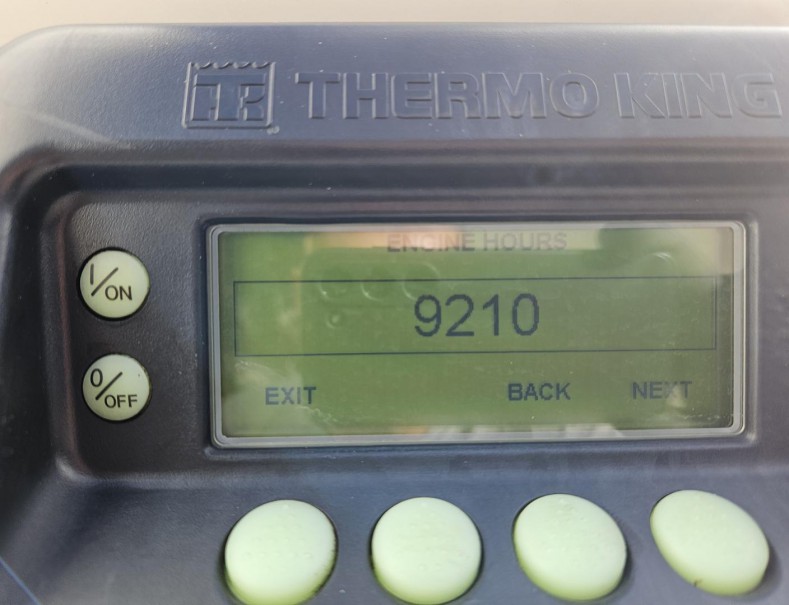 THERMO KING
ENGINE HOURS
I/ON
9210
0/OFF
EXIT BACK NEXT